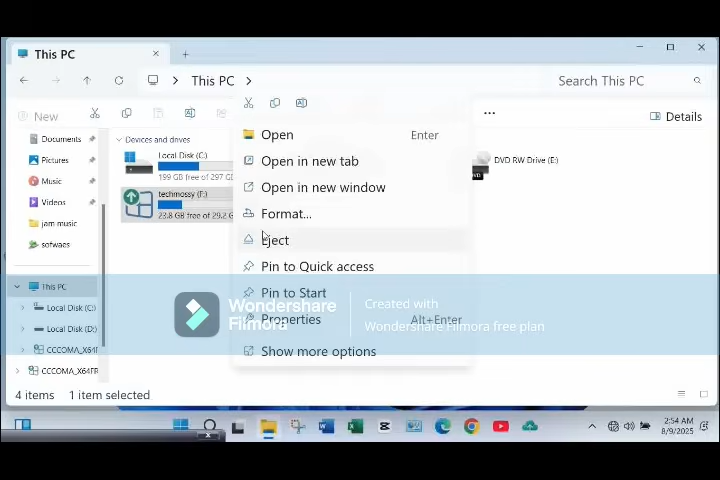 This PC
This PC
Search This PC
New
Details
Documents
Pictures
Music
Videos
jam music
sofwaes
This PC
Local Disk (C:)
Local Disk (D:)
CCCOMA_X64FR
CCCOMA_X64FR
Devices and drives
Local Disk (C:)
199 GB free of 297 G
techmossy (F:)
23.8 GB free of 29.2 G
DVD RW Drive (E:)
Open Enter
Open in new tab
Open in new window
Format...
Eject
Pin to Quick access
Pin to Start
Properties Alt+Enter
Show more options
Wondershare
Filmora
Created with
Wondershare Filmora free plan
4 items 1 item selected
2:54 AM
8/9/2025